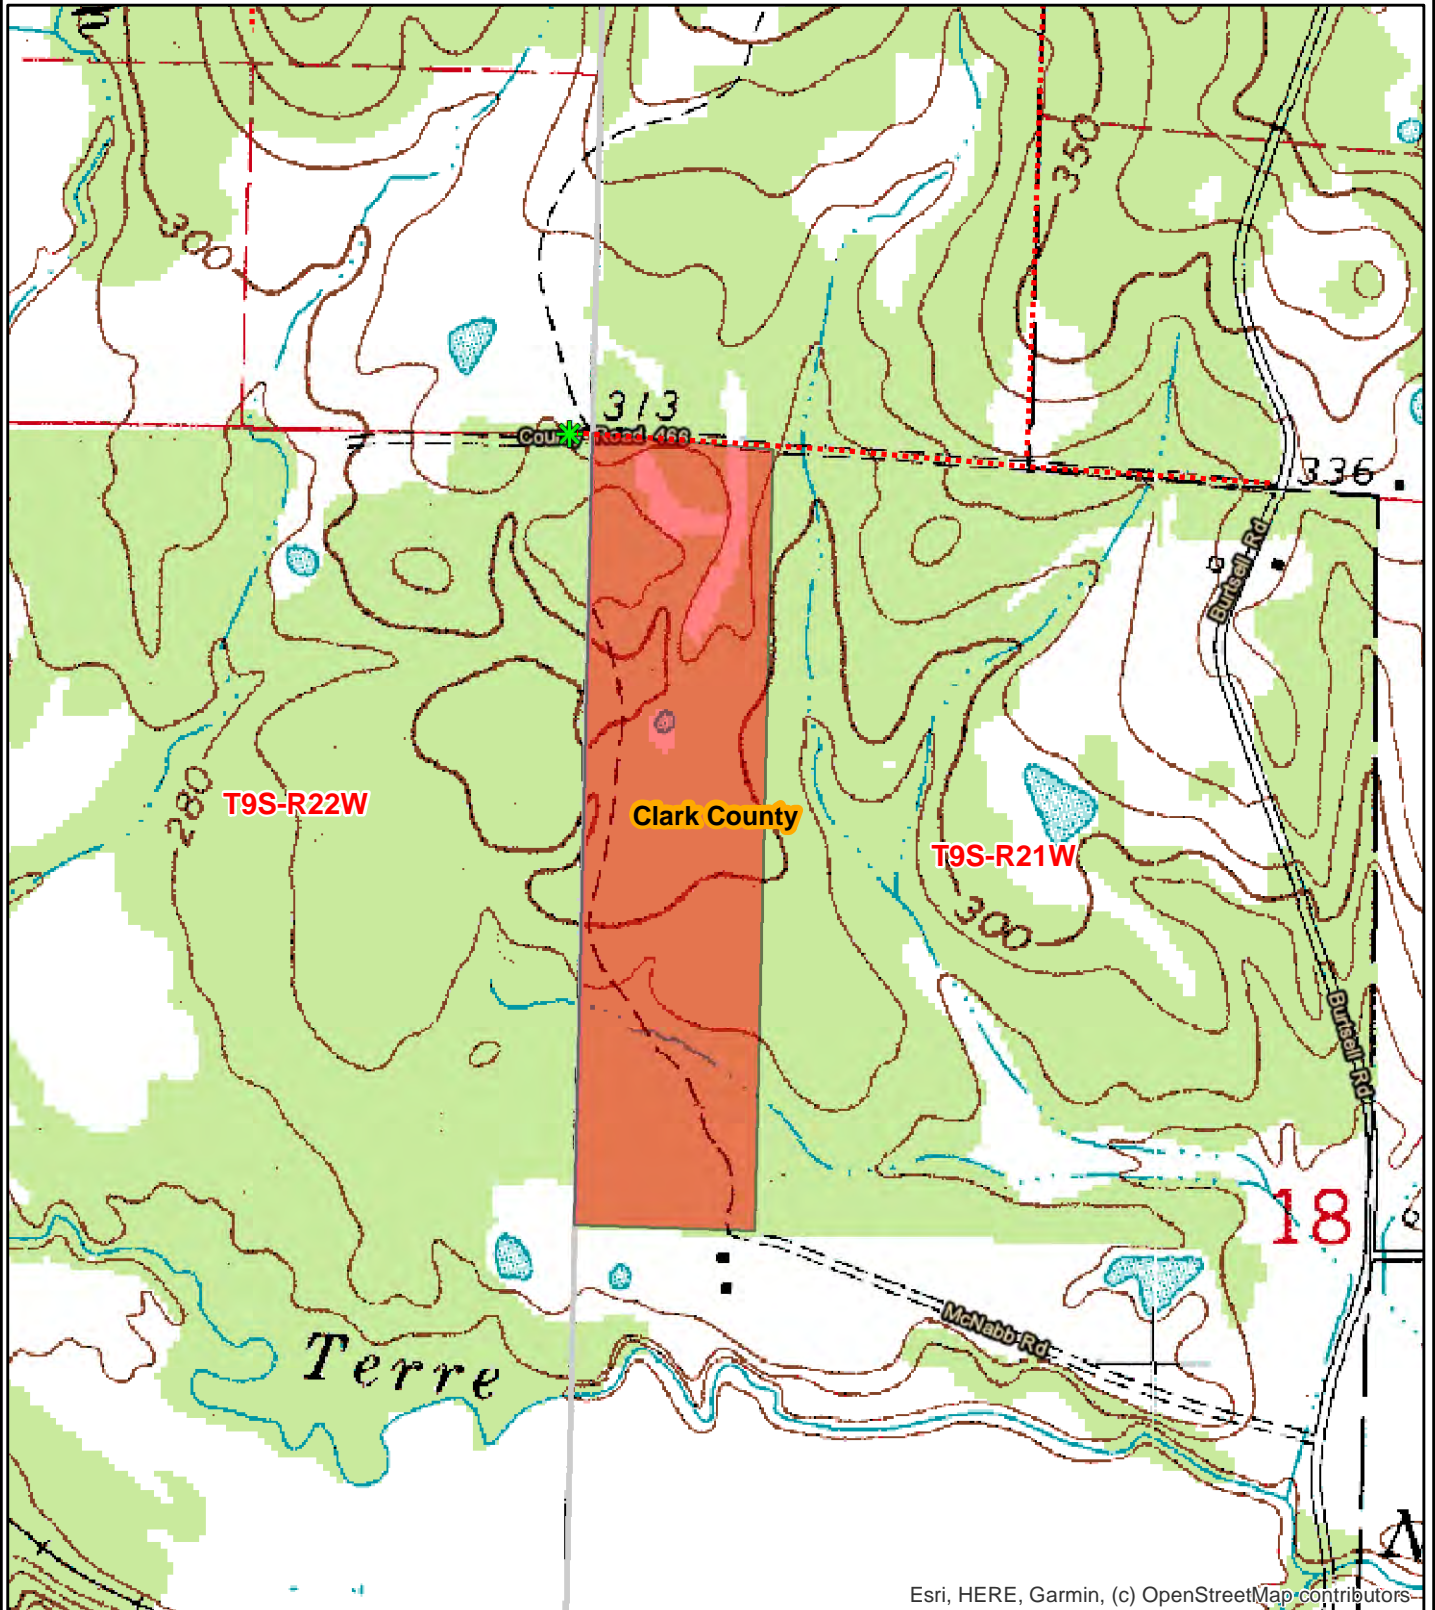 350
300
313
County Road 466
336
Burtsell Rd
280
T9S-R22W
Clark County
T9S-R21W
300
Burtsell Rd
18
McNabb Rd
Terre
N
Esri, HERE, Garmin, (c) OpenStreetMap contributors